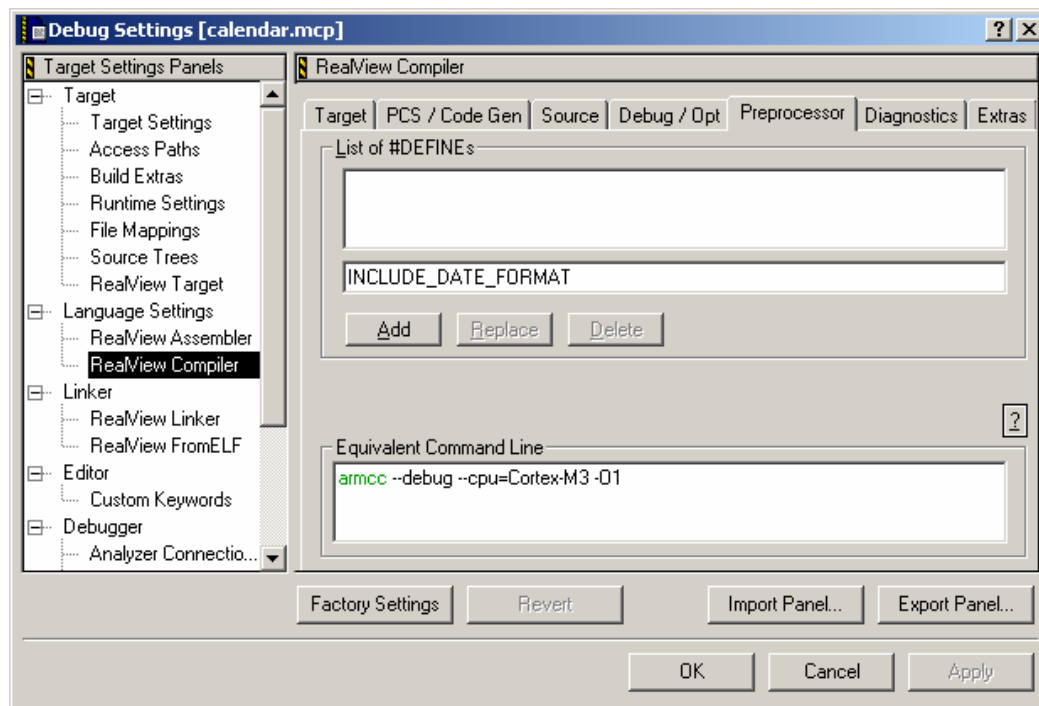 Debug Settings [calendar.mcp]
Target Settings Panels
Target
Target Settings
Access Paths
Build Extras
Runtime Settings
File Mappings
Source Trees
RealView Target
Language Settings
RealView Assembler
RealView Compiler
Linker
RealView Linker
RealView FromELF
Editor
Custom Keywords
Debugger
Analyzer Connectio...
RealView Compiler
Target PCS / Code Gen Source Debug / Opt Preprocessor Diagnostics Extras
List of #DEFINEs
INCLUDE_DATE_FORMAT
Add Replace Delete
?
Equivalent Command Line
armcc --debug --cpu=Cortex-M3 -O1
Factory Settings Revert Import Panel... Export Panel...
OK Cancel Apply